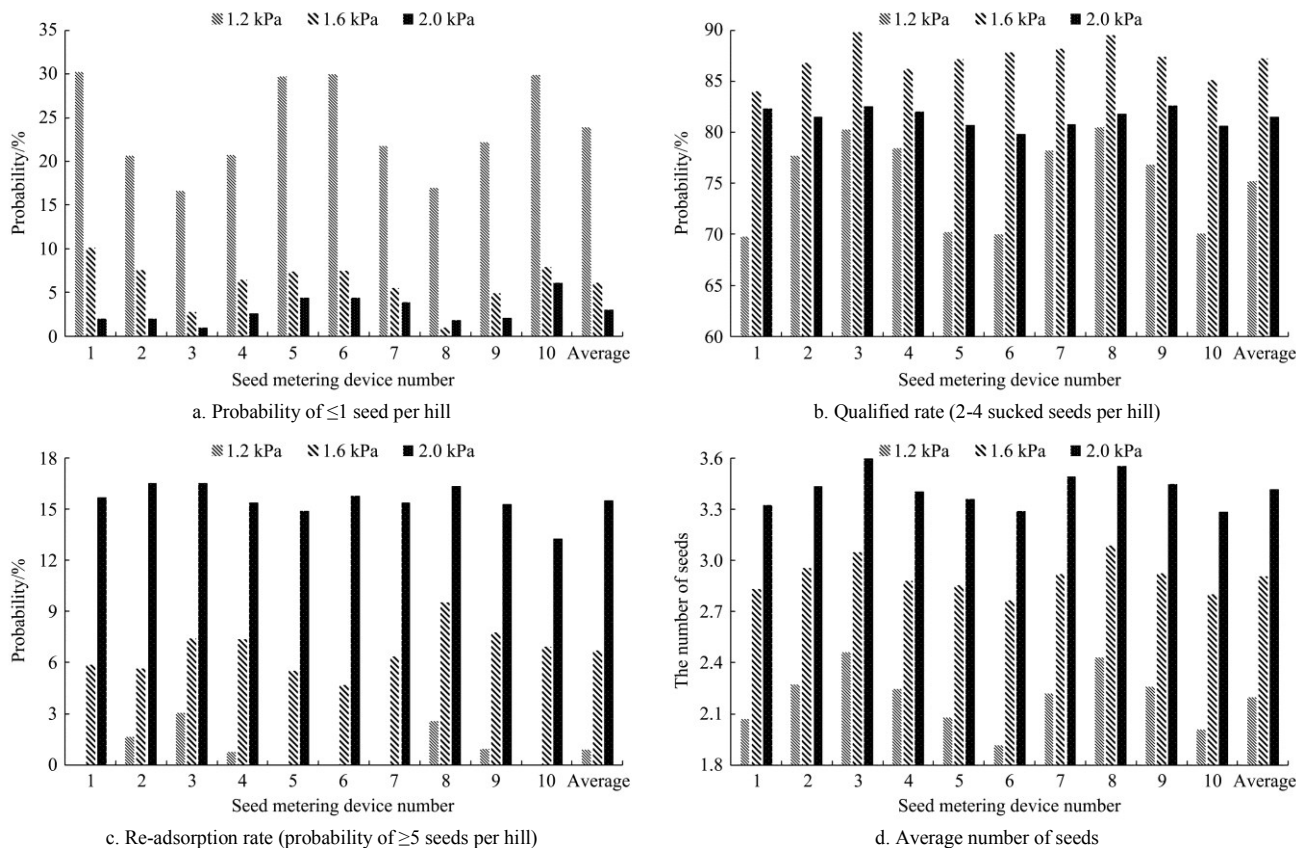 1.2 kPa 1.6 kPa 2.0 kPa
35
30
25
20
15
10
5
0
Probability/%
1 2 3 4 5 6 7 8 9 10 Average
Seed metering device number
a. Probability of ≤1 seed per hill
1.2 kPa 1.6 kPa 2.0 kPa
90
85
80
75
70
65
60
Probability/%
1 2 3 4 5 6 7 8 9 10 Average
Seed metering device number
b. Qualified rate (2-4 sucked seeds per hill)
1.2 kPa 1.6 kPa 2.0 kPa
18
15
12
9
6
3
0
Probability/%
1 2 3 4 5 6 7 8 9 10 Average
Seed metering device number
c. Re-adsorption rate (probability of ≥5 seeds per hill)
1.2 kPa 1.6 kPa 2.0 kPa
3.6
3.3
3.0
2.7
2.4
2.1
1.8
The number of seeds
1 2 3 4 5 6 7 8 9 10 Average
Seed metering device number
d. Average number of seeds